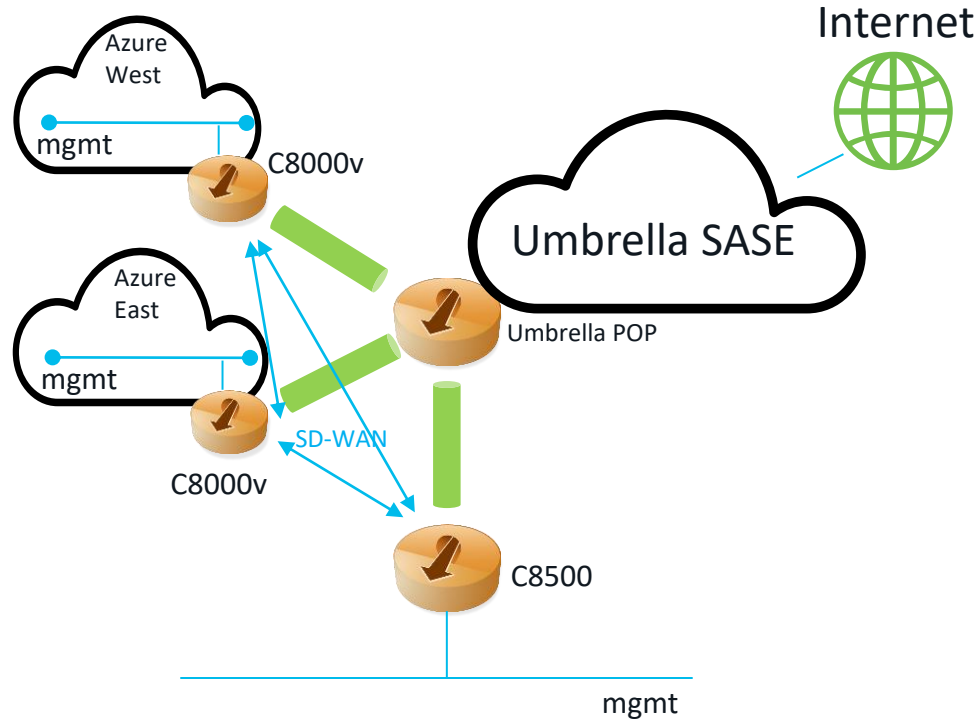 Internet
Azure
West
mgmt
C8000v
Umbrella SASE
Azure
East
Umbrella POP
mgmt
SD-WAN
C8000v
C8500
mgmt